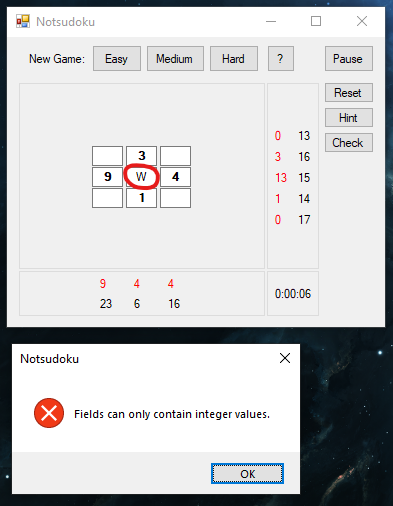 Notsudoku
New Game: Easy Medium Hard ? Pause
Reset
Hint
Check
3
9 W 4
1
0 13
3 16
13 15
1 14
0 17
9 4 4
23 6 16
0:00:06
Notsudoku
Fields can only contain integer values.
OK